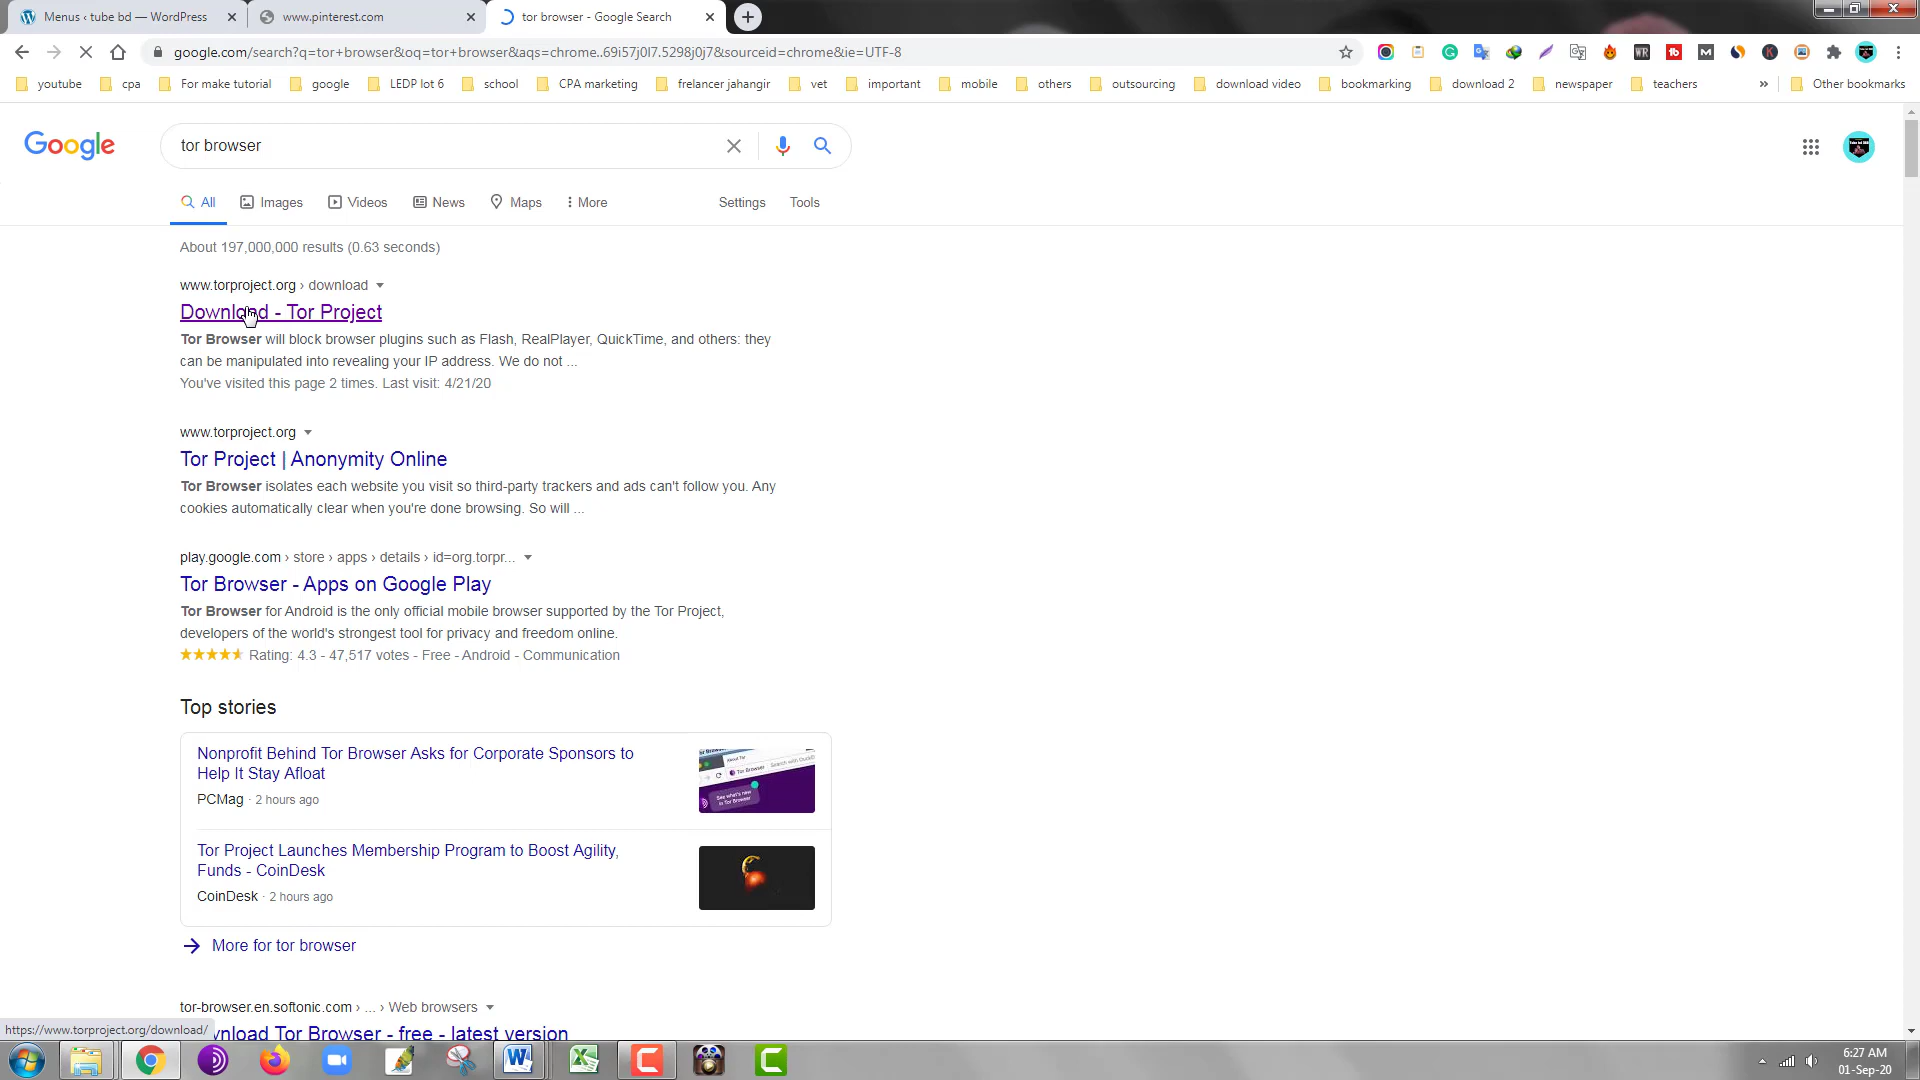 Menus ‹ tube bd — WordPress
www.pinterest.com
tor browser - Google Search
google.com/search?q=tor+browser&oq=tor+browser&aqs=chrome..69i57j0l7.5298j0j7&sourceid=chrome&ie=UTF-8
youtube cpa For make tutorial google LEDP lot 6 school CPA marketing frelancer jahangir vet important mobile others outsourcing download video bookmarking download 2 newspaper teachers » Other bookmarks
Google
tor browser
All Images Videos News Maps More Settings Tools
About 197,000,000 results (0.63 seconds)
www.torproject.org › download
Download - Tor Project
Tor Browser will block browser plugins such as Flash, RealPlayer, QuickTime, and others: they
can be manipulated into revealing your IP address. We do not ...
You've visited this page 2 times. Last visit: 4/21/20
www.torproject.org
Tor Project | Anonymity Online
Tor Browser isolates each website you visit so third-party trackers and ads can't follow you. Any
cookies automatically clear when you're done browsing. So will ...
play.google.com › store › apps › details › id=org.torpr...
Tor Browser - Apps on Google Play
Tor Browser for Android is the only official mobile browser supported by the Tor Project,
developers of the world's strongest tool for privacy and freedom online.
Rating: 4.3 - 47,517 votes - Free - Android - Communication
Top stories
Nonprofit Behind Tor Browser Asks for Corporate Sponsors to
Help It Stay Afloat
PCMag · 2 hours ago
Tor Project Launches Membership Program to Boost Agility,
Funds - CoinDesk
CoinDesk · 2 hours ago
More for tor browser
tor-browser.en.softonic.com › ... › Web browsers
wnload Tor Browser - free - latest version
https://www.torproject.org/download/
6:27 AM
01-Sep-20